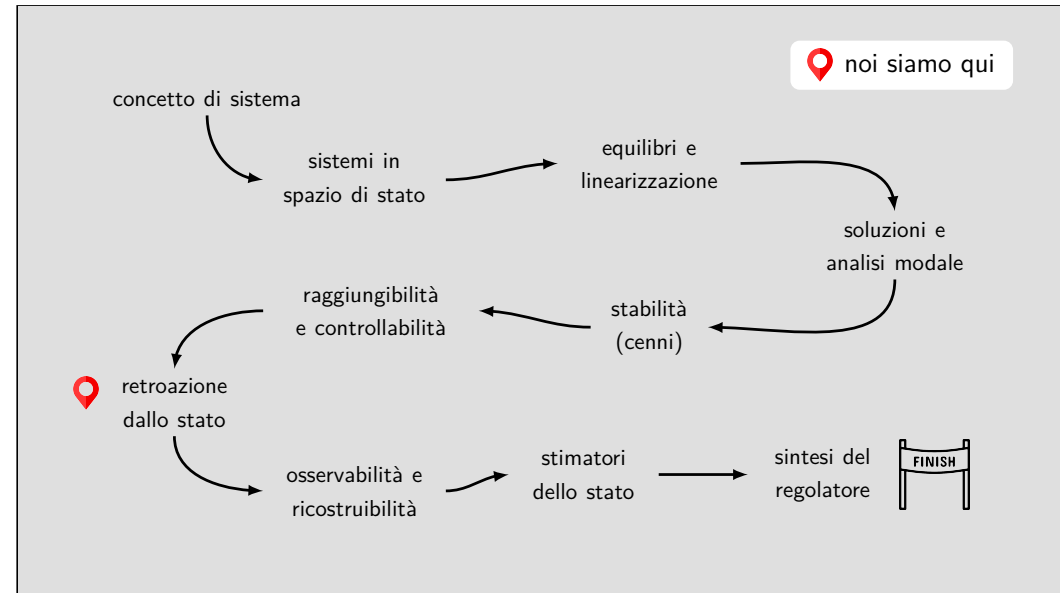 noi siamo qui
concetto di sistema
sistemi in
spazio di stato
equilibri e
linearizzazione
soluzioni e
analisi modale
stabilità
(cenni)
raggiungibilità
e controllabilità
retroazione
dallo stato
osservabilità e
ricostruibilità
stimatori
dello stato
sintesi del
regolatore
FINISH